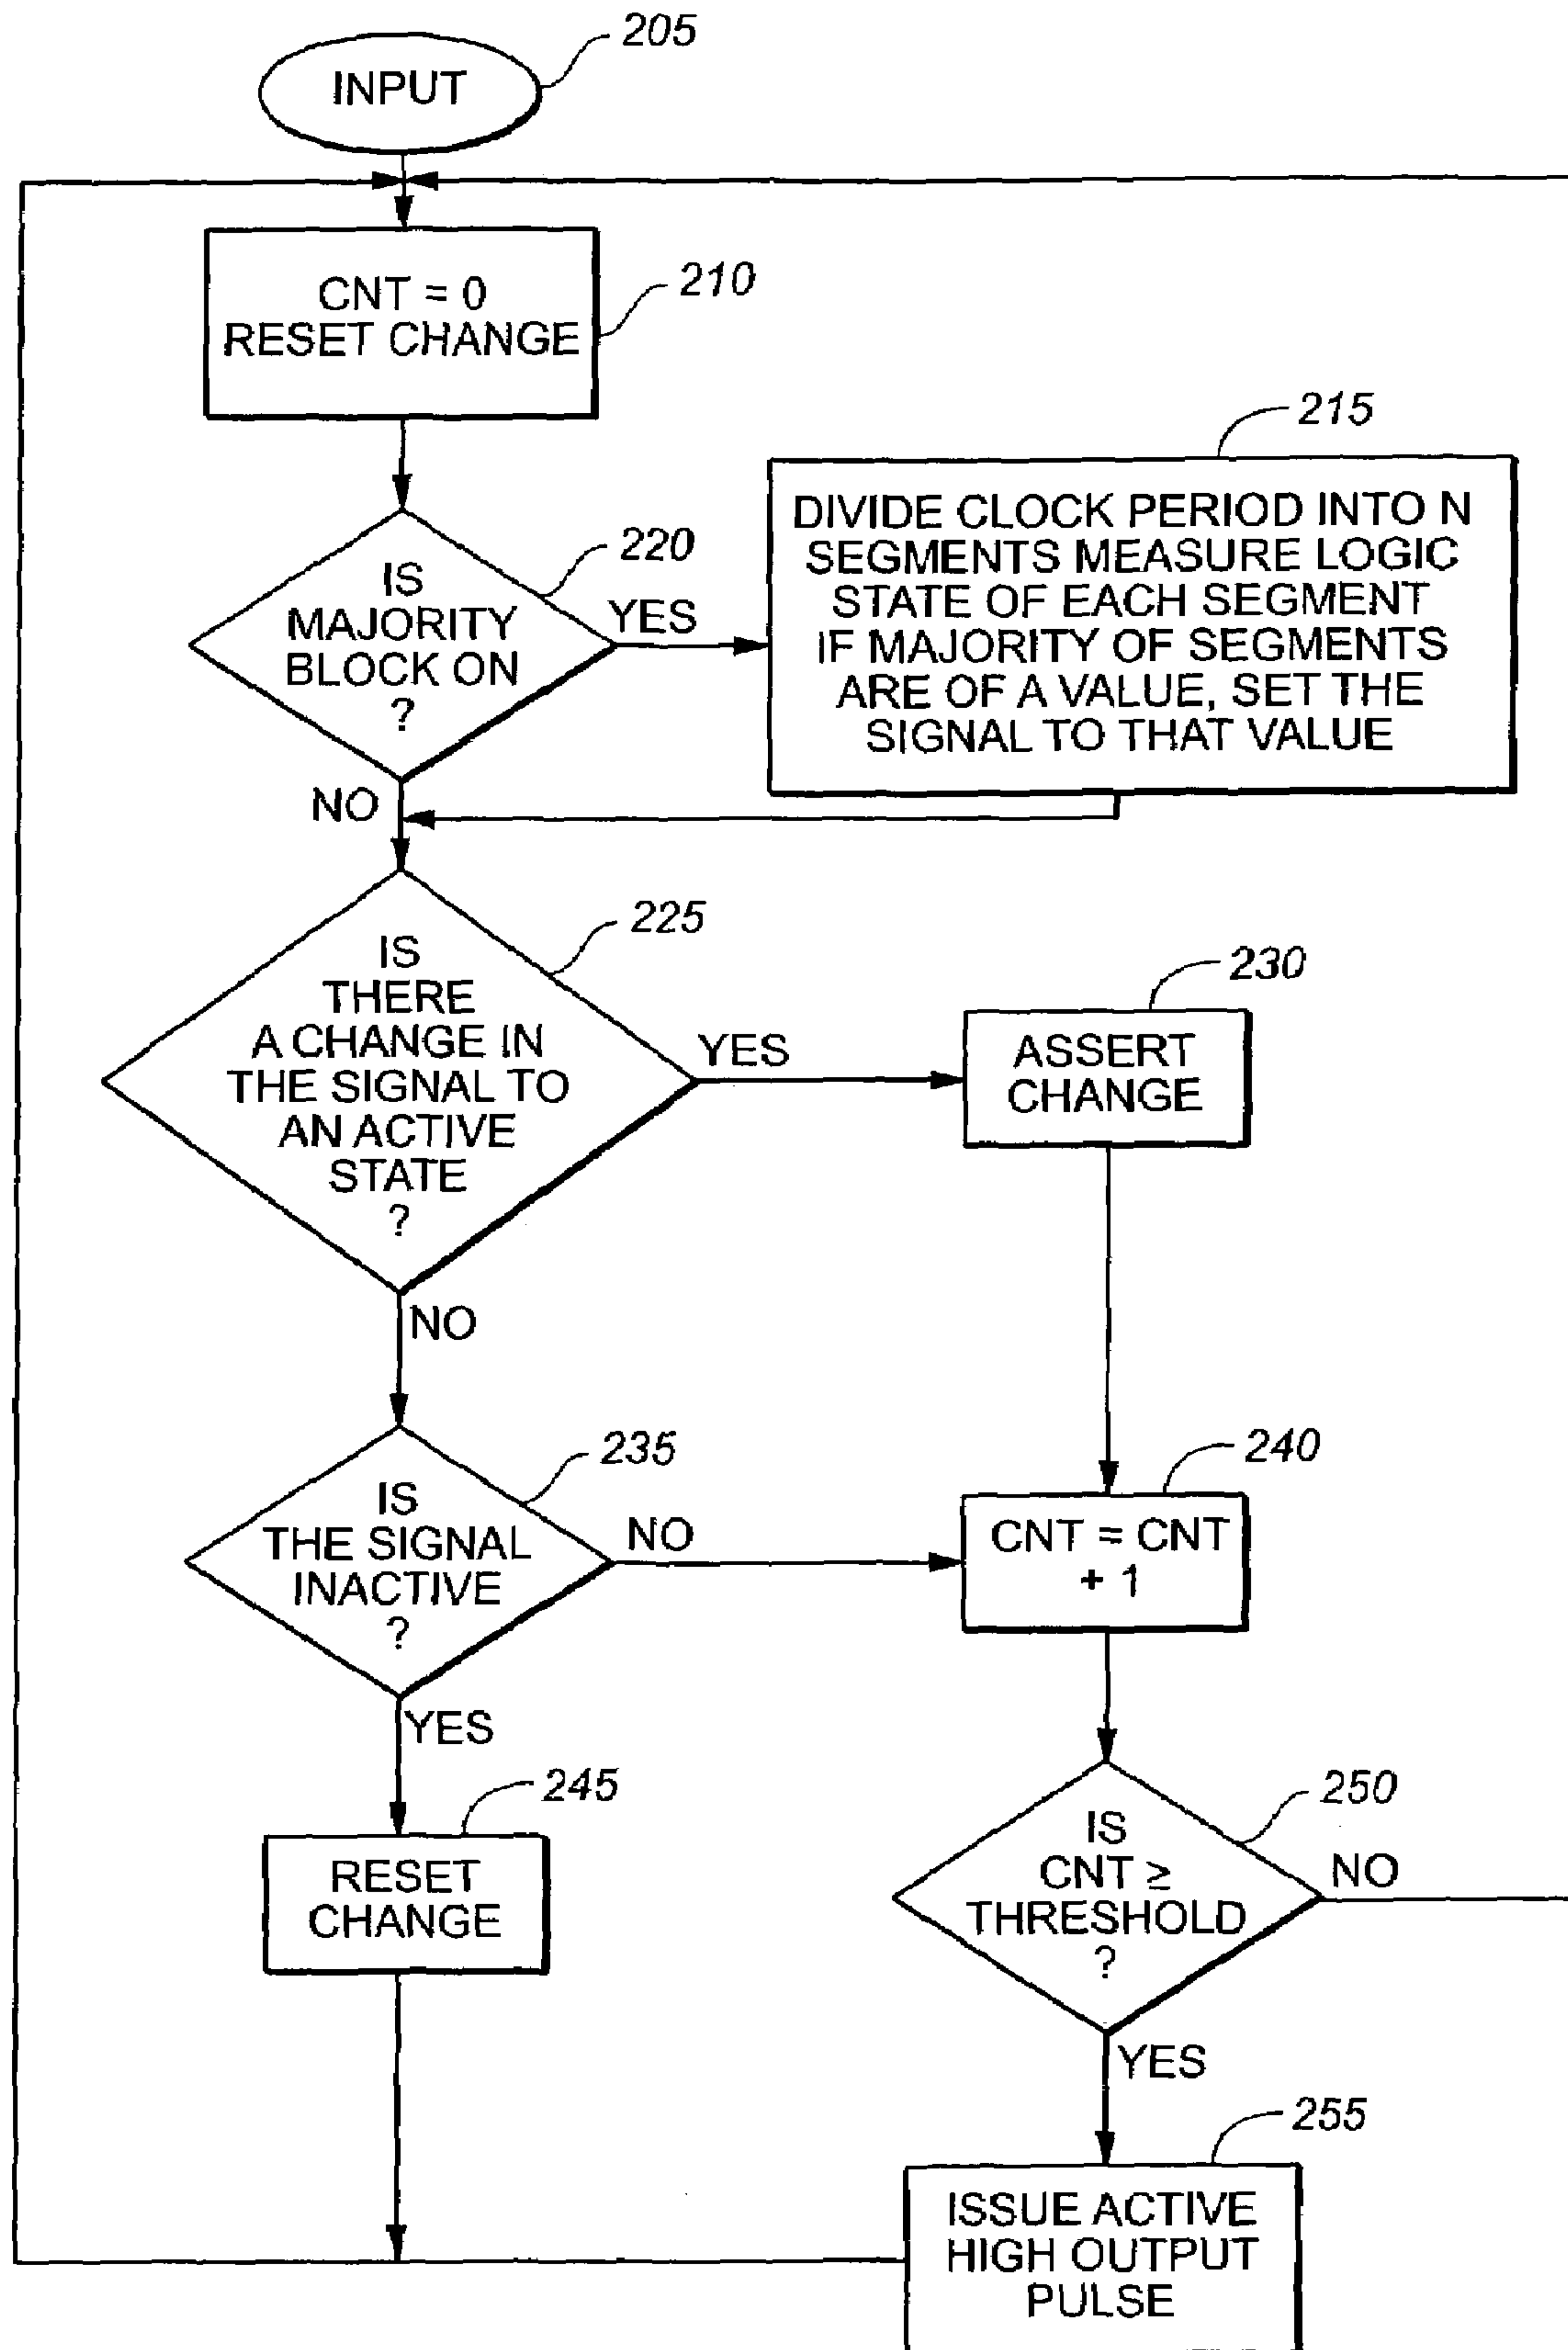 205
INPUT
CNT = 0
RESET CHANGE
210
215
DIVIDE CLOCK PERIOD INTO N
SEGMENTS MEASURE LOGIC
STATE OF EACH SEGMENT
IF MAJORITY OF SEGMENTS
ARE OF A VALUE, SET THE
SIGNAL TO THAT VALUE
220
IS
MAJORITY
BLOCK ON
?
YES
NO
225
IS
THERE
A CHANGE IN
THE SIGNAL TO
AN ACTIVE
STATE
?
YES
230
ASSERT
CHANGE
NO
235
IS
THE SIGNAL
INACTIVE
?
NO
240
CNT = CNT
+ 1
YES
245
RESET
CHANGE
250
IS
CNT ≥
THRESHOLD
?
NO
YES
255
ISSUE ACTIVE
HIGH OUTPUT
PULSE